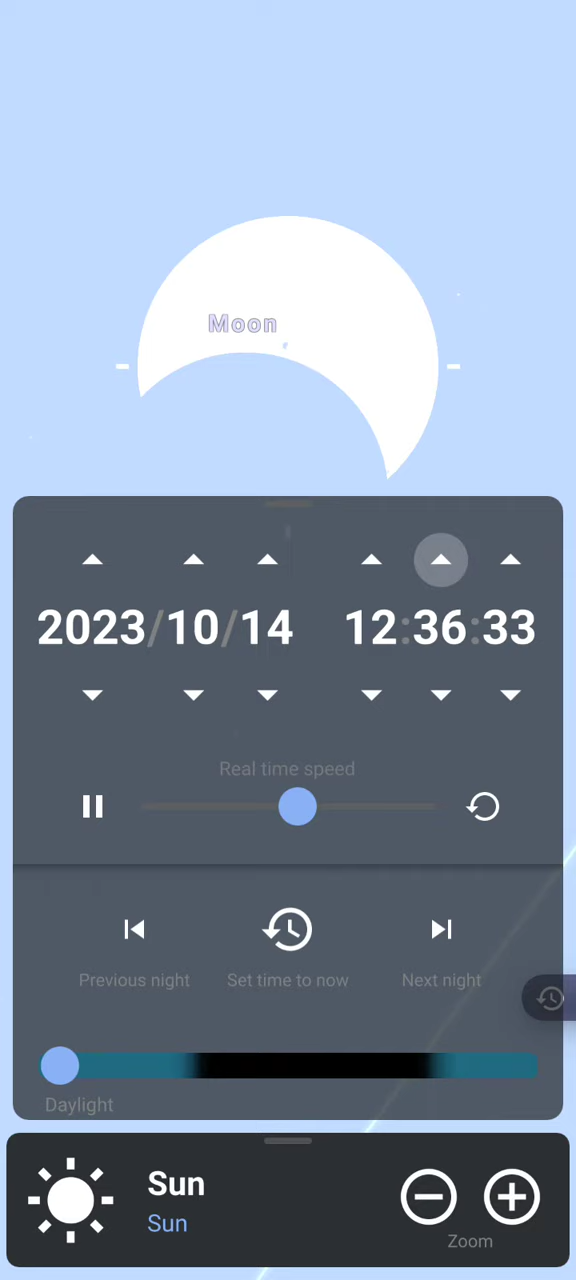 Moon
2023/10/14 12:36:33
Real time speed
Previous night Set time to now Next night
Daylight
Sun
Sun
Zoom